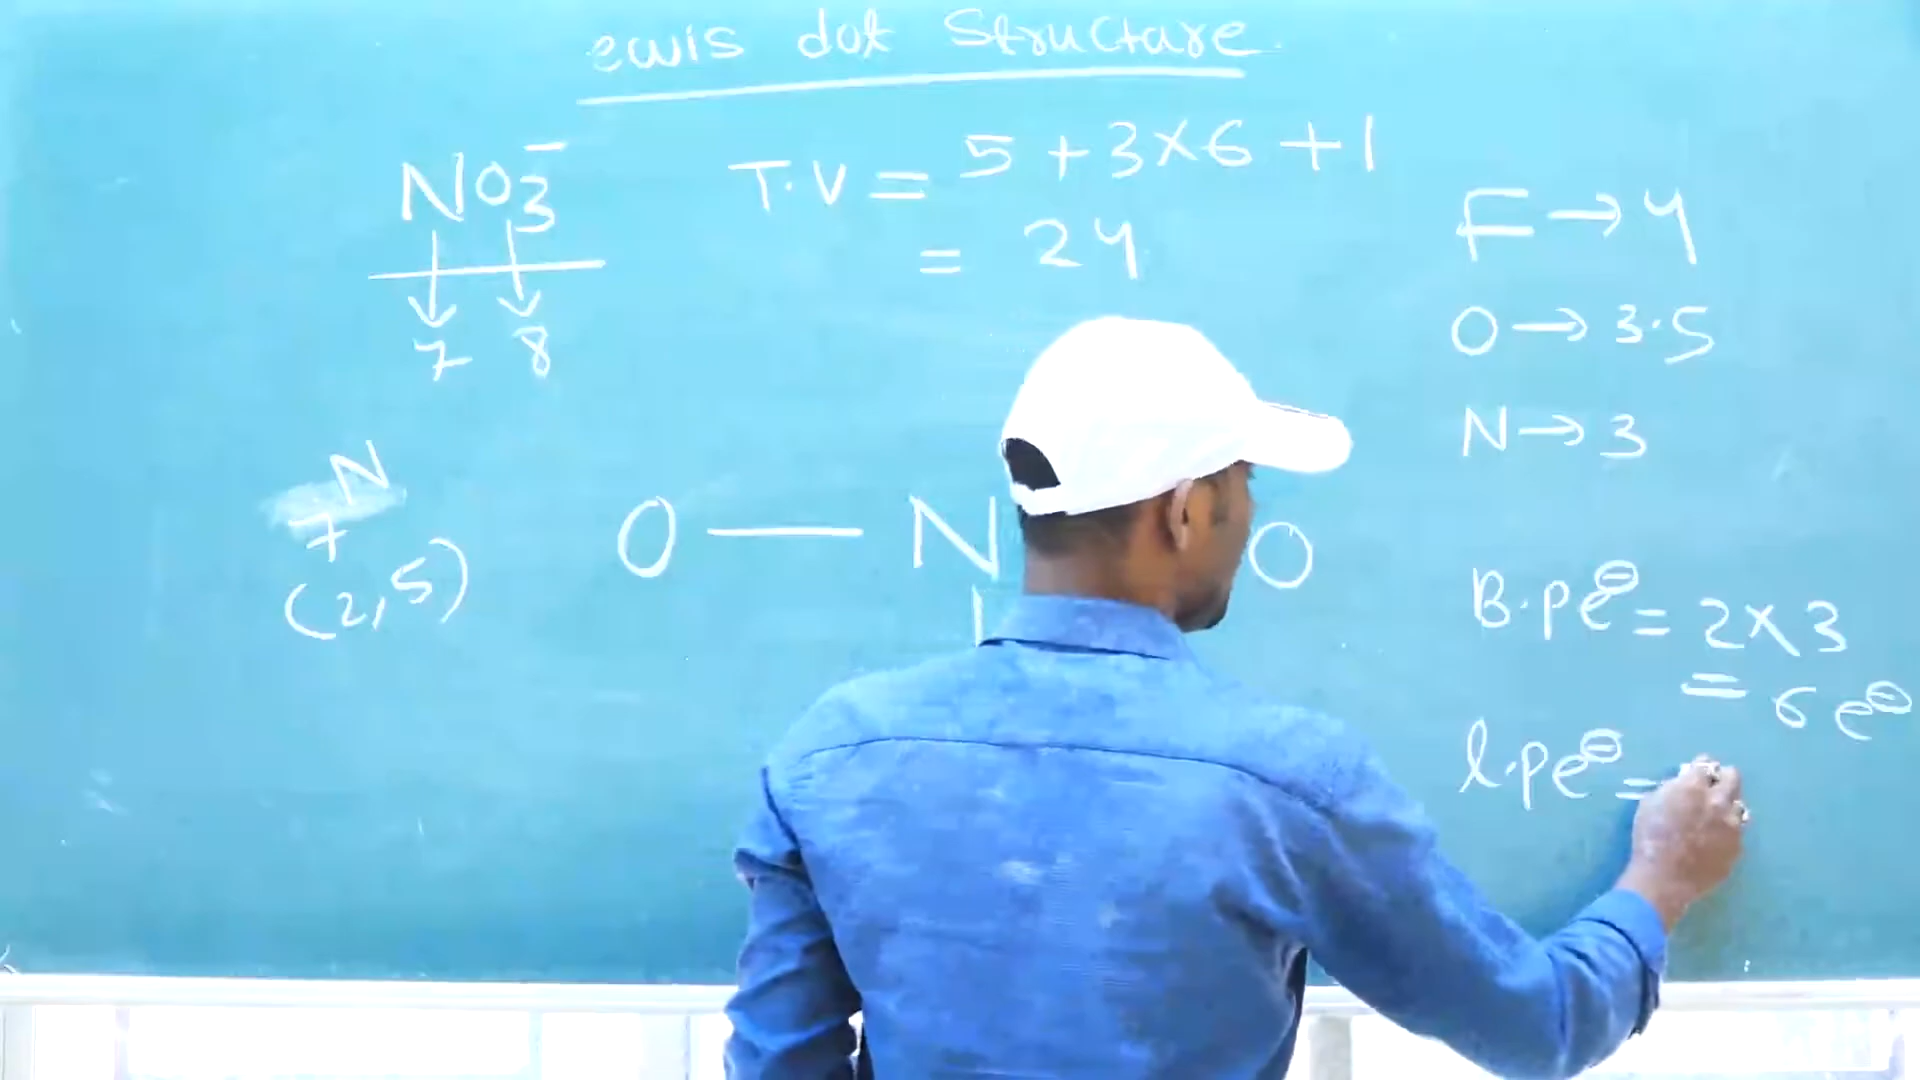 ewis dot Structure
NO3-
7 8
T.V = 5 + 3×6 + 1
= 24
F → 4
O → 3.5
N → 3
N
7
(2,5)
O — N O
B.pe⊖ = 2×3
= 6e⊖
l.pe⊖ =